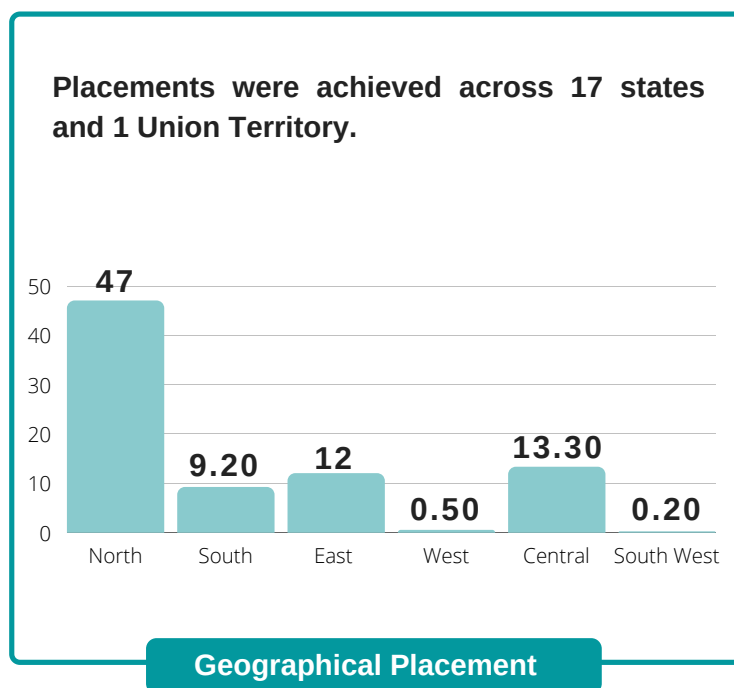 Placements were achieved across 17 states
and 1 Union Territory.
50
40
30
20
10
0
47
9.20
12
0.50
13.30
0.20
North
South
East
West
Central
South West
Geographical Placement